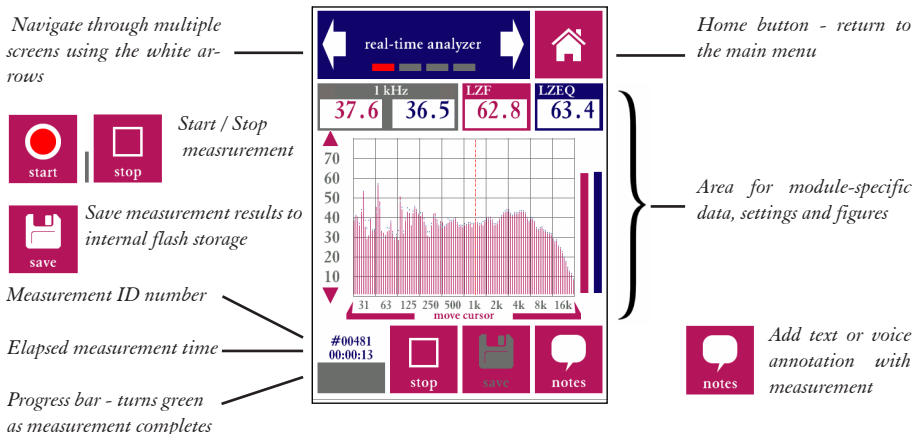 Navigate through multiple
screens using the white ar-
rows
start
stop
Start / Stop
measrurement
save
Save measurement results to
internal flash storage
Measurement ID number
Elapsed measurement time
Progress bar - turns green
as measurement completes
real-time analyzer
1 kHz
LZF
LZEQ
37.6
36.5
62.8
63.4
70
60
50
40
30
20
10
31 63 125 250 500 1k 2k 4k 8k 16k
move cursor
#00481
00:00:13
stop
save
notes
Home button - return to
the main menu
Area for module-specific
data, settings and figures
notes
Add text or voice
annotation with
measurement